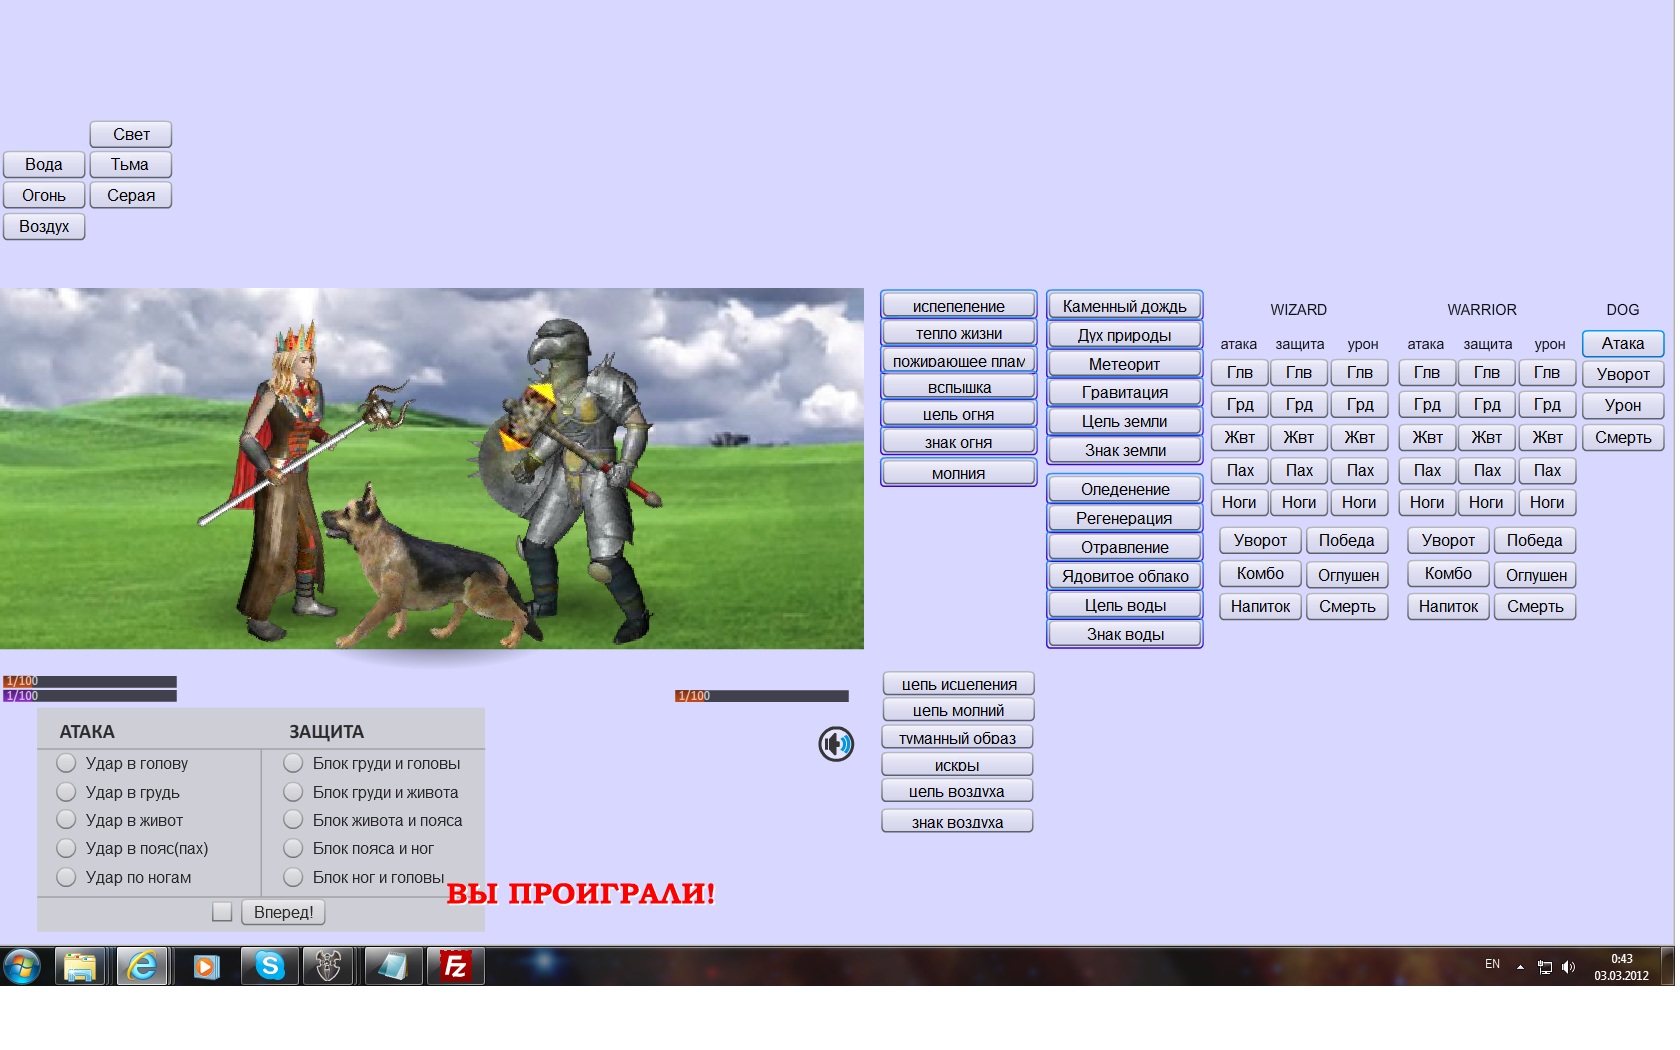 Свет
Вода
Тьма
Огонь
Серая
Воздух
испепеление
тепло жизни
пожирающее плам
вспышка
цель огня
знак огня
молния
Каменный дождь
Дух природы
Метеорит
Гравитация
Цель земли
Знак земли
Оледенение
Регенерация
Отравление
Ядовитое облако
Цель воды
Знак воды
WIZARD
WARRIOR
DOG
атака защита урон
атака защита урон
Атака
Уворот
Урон
Смерть
Глв Глв Глв
Грд Грд Грд
Жвт Жвт Жвт
Пах Пах Пах
Ноги Ноги Ноги
Уворот Победа
Комбо Оглушен
Напиток Смерть
Глв Глв Глв
Грд Грд Грд
Жвт Жвт Жвт
Пах Пах Пах
Ноги Ноги Ноги
Уворот Победа
Комбо Оглушен
Напиток Смерть
1/100
1/100
1/100
цепь исцеления
цепь молний
туманный образ
искры
цель воздуха
знак воздуха
АТАКА
Удар в голову
Удар в грудь
Удар в живот
Удар в пояс(пах)
Удар по ногам
ЗАЩИТА
Блок груди и головы
Блок груди и живота
Блок живота и пояса
Блок пояса и ног
Блок ног и головы
Вперед!
ВЫ ПРОИГРАЛИ!
EN
0:43
03.03.2012